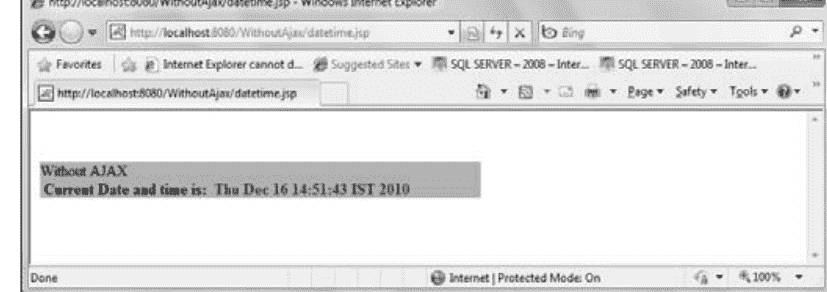 http://localhost:8080/WithoutAjax/datetime.jsp - Windows Internet Explorer
http://localhost:8080/WithoutAjax/datetime.jsp Bing
Favorites Internet Explorer cannot d... Suggested Sites SQL SERVER – 2008 – Inter... SQL SERVER – 2008 – Inter...
http://localhost:8080/WithoutAjax/datetime.jsp Page Safety Tools
Without AJAX
Current Date and time is: Thu Dec 16 14:51:43 IST 2010
Done Internet | Protected Mode: On 100%